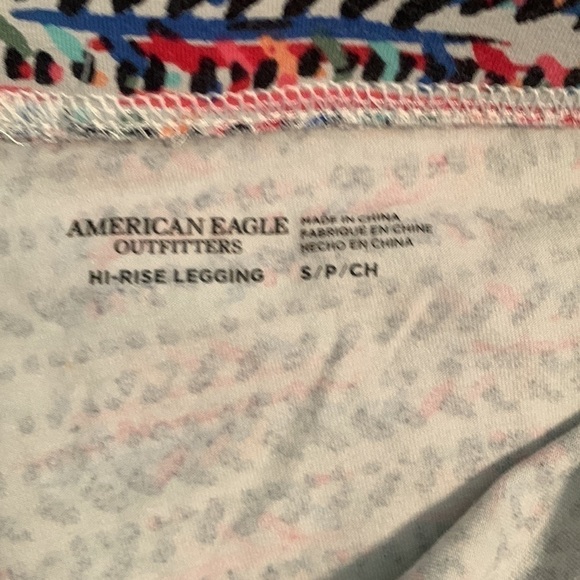 AMERICAN EAGLE
OUTFITTERS
HI-RISE LEGGING
MADE IN CHINA
FABRIQUE EN CHINE
HECHO EN CHINA
S/P/CH